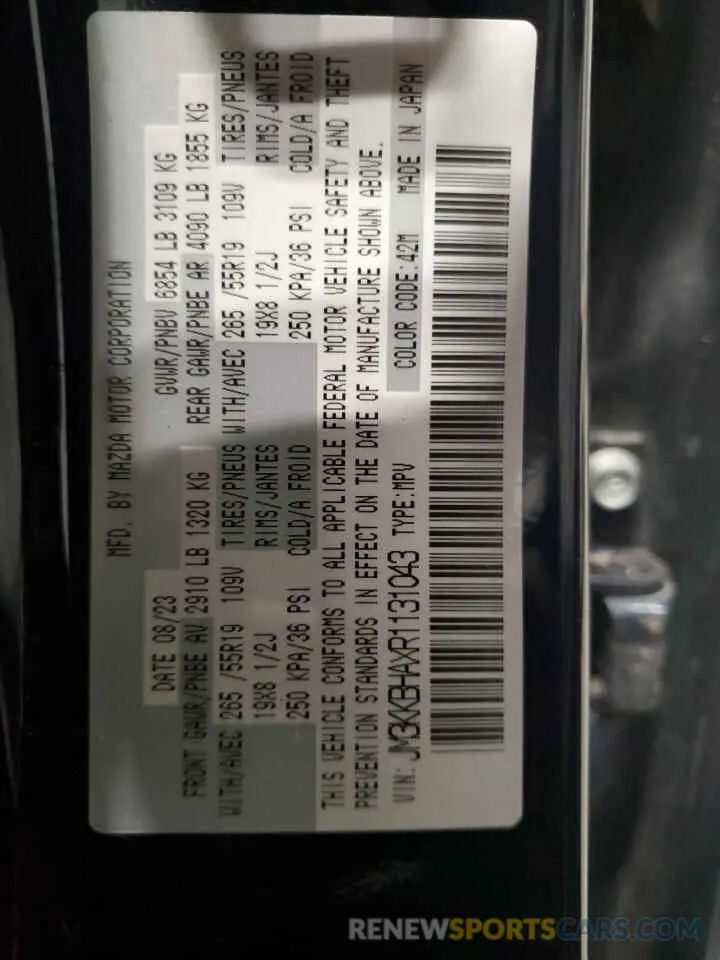 MFD. BY MAZDA MOTOR CORPORATION
DATE 08/23 GVWR/PNBV 6854 LB 3109 KG
FRONT GAWR/PNBE AV 2910 LB 1320 KG REAR GAWR/PNBE AR 4090 LB 1855 KG
WITH/AVEC 265 /55R19 109V TIRES/PNEUS WITH/AVEC 265 /55R19 109V TIRES/PNEUS
19X8 1/2J RIMS/JANTES 19X8 1/2J RIMS/JANTES
250 KPA/36 PSI COLD/A FROID 250 KPA/36 PSI COLD/A FROID
THIS VEHICLE CONFORMS TO ALL APPLICABLE FEDERAL MOTOR VEHICLE SAFETY AND THEFT
PREVENTION STANDARDS IN EFFECT ON THE DATE OF MANUFACTURE SHOWN ABOVE.
VIN: JM3KKBHAXR1131043 TYPE:MPV COLOR CODE:42M MADE IN JAPAN
RENEWSPORTSCARS.COM